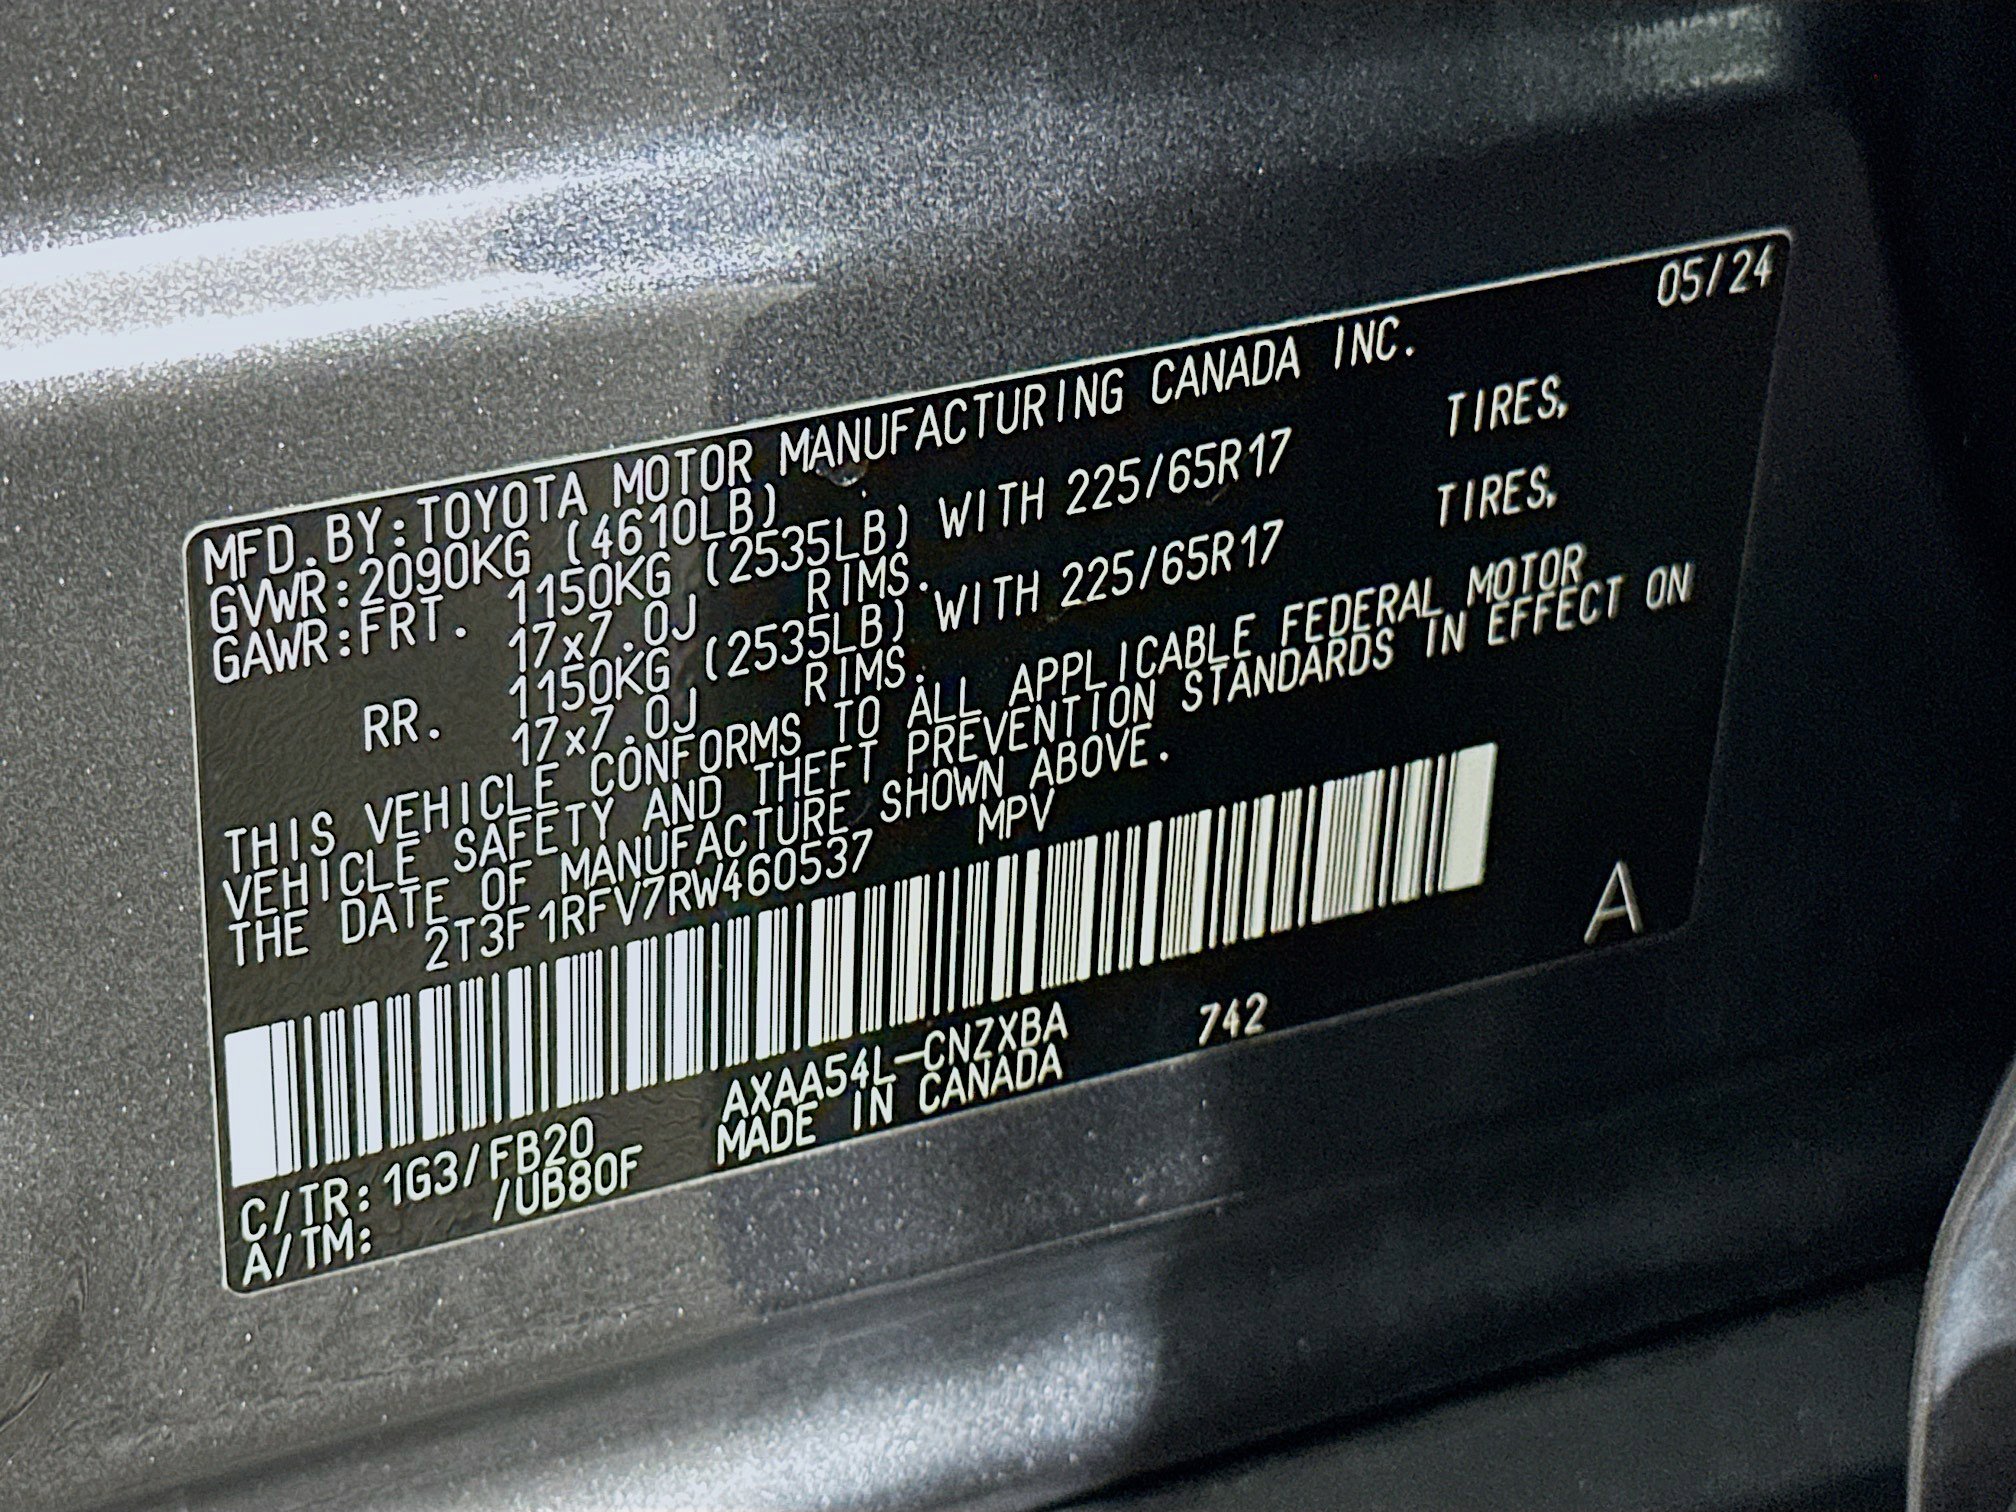 05/24
MFD.BY:TOYOTA MOTOR MANUFACTURING CANADA INC.
GVWR:2090KG (4610LB)
GAWR:FRT. 1150KG (2535LB) WITH 225/65R17 TIRES,
17x7.0J RIMS.
RR. 1150KG (2535LB) WITH 225/65R17 TIRES,
17x7.0J RIMS.
THIS VEHICLE CONFORMS TO ALL APPLICABLE FEDERAL MOTOR
VEHICLE SAFETY AND THEFT PREVENTION STANDARDS IN EFFECT ON
THE DATE OF MANUFACTURE SHOWN ABOVE.
2T3F1RFV7RW460537 MPV
A
C/TR:1G3/FB20 AXAA54L-CNZXBA 742
A/TM: /UB80F MADE IN CANADA